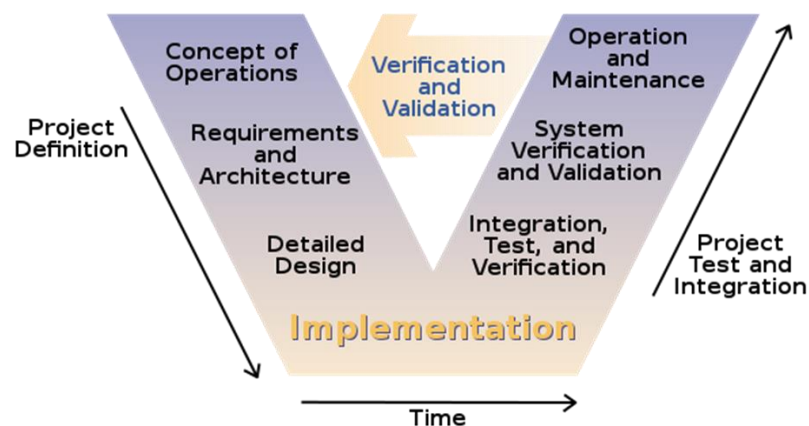 Concept of
Operations
Verification
and
Validation
Operation
and
Maintenance
Project
Definition
Requirements
and
Architecture
System
Verification
and Validation
Detailed
Design
Integration,
Test, and
Verification
Project
Test and
Integration
Implementation
Time